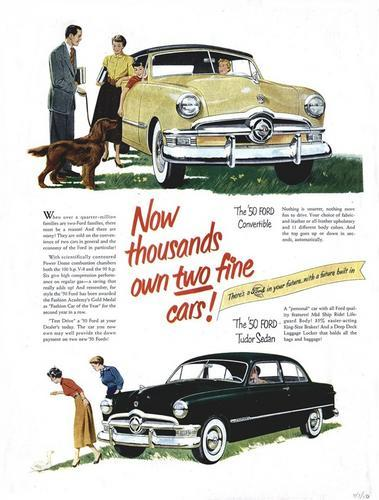 When over a quarter-million
families are two-Ford families, there
must be a reason! And there are
many! They are sold on the conveni-
ence of two cars in general and the
economy of the Ford in particular!
With scientifically contoured
Power Dome combustion chambers
both the 100 h.p. V-8 and the 95 h.p.
Six give high compression perform-
ance on regular gas—a saving that
really adds up! And remember, for
style the '50 Ford has been awarded
the Fashion Academy's Gold Medal
as "Fashion Car of the Year" for the
second year in a row.
"Test Drive" a '50 Ford at your
Dealer's today. The car you now
own may well provide the down
payment on two new '50 Fords!
Now
thousands
own two fine
cars!
The '50 FORD
Convertible
Nothing is smarter, nothing more
fun to drive. Your choice of fabric-
and-leather or all-leather upholstery
and 11 different body colors. And
the top goes up or down in sec-
onds, automatically.
There's a Ford in your future..with a future built in
The '50 FORD
Tudor Sedan
A "personal" car with all Ford qual-
ity features! Mid Ship Ride! Life-
guard Body! 35% easier-acting
King-Size Brakes! And a Deep Deck
Luggage Locker that holds all the
bags and baggage!